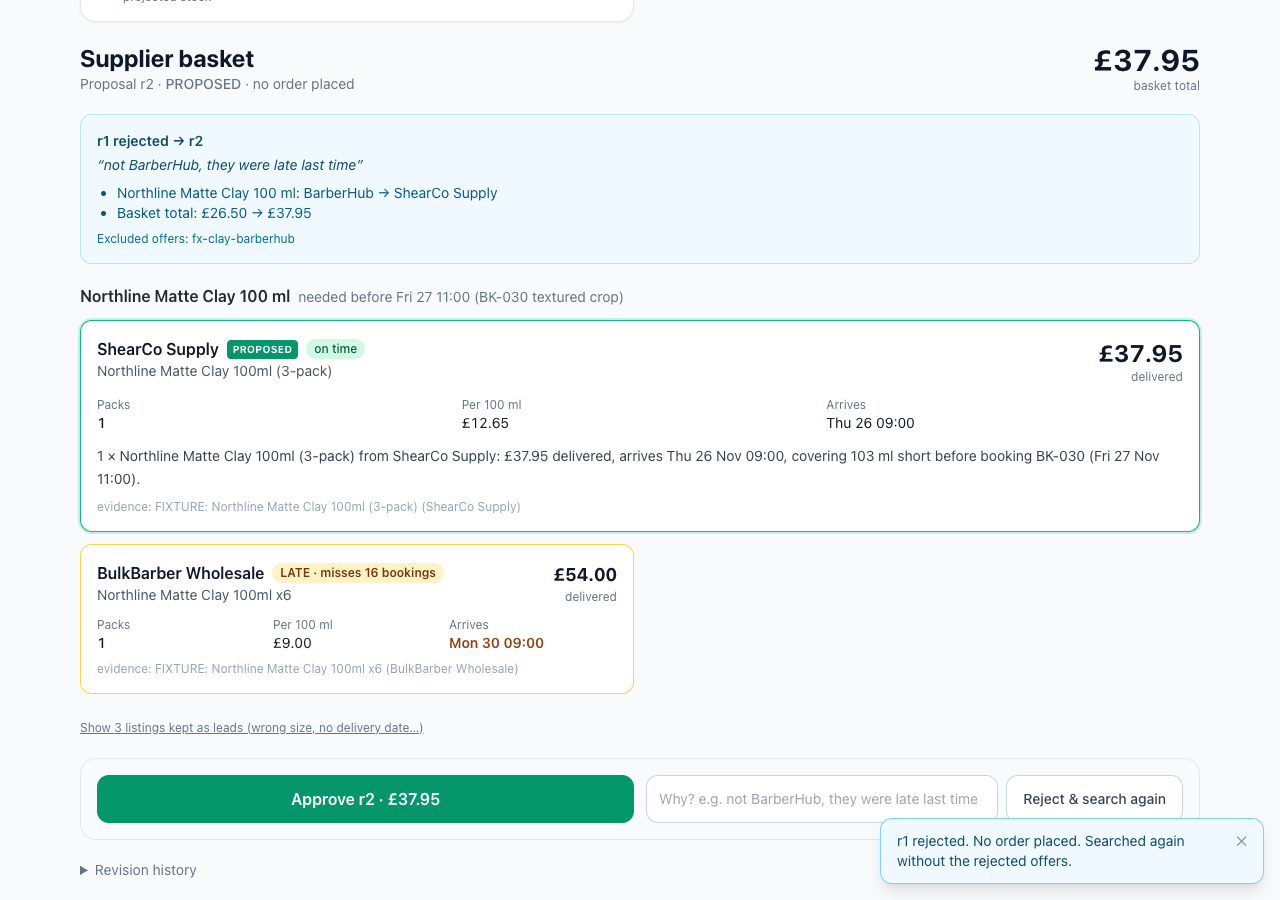 Supplier basket
£37.95
Proposal r2 · PROPOSED · no order placed
basket total
r1 rejected → r2
“not BarberHub, they were late last time”
• Northline Matte Clay 100 ml: BarberHub → ShearCo Supply
• Basket total: £26.50 → £37.95
Excluded offers: fx-clay-barberhub
Northline Matte Clay 100 ml needed before Fri 27 11:00 (BK-030 textured crop)
ShearCo Supply PROPOSED on time
£37.95
Northline Matte Clay 100ml (3-pack)
delivered
Packs Per 100 ml Arrives
1 £12.65 Thu 26 09:00
1 × Northline Matte Clay 100ml (3-pack) from ShearCo Supply: £37.95 delivered, arrives Thu 26 Nov 09:00, covering 103 ml short before booking BK-030 (Fri 27 Nov
11:00).
evidence: FIXTURE: Northline Matte Clay 100ml (3-pack) (ShearCo Supply)
BulkBarber Wholesale LATE · misses 16 bookings
£54.00
Northline Matte Clay 100ml x6
delivered
Packs Per 100 ml Arrives
1 £9.00 Mon 30 09:00
evidence: FIXTURE: Northline Matte Clay 100ml x6 (BulkBarber Wholesale)
Show 3 listings kept as leads (wrong size, no delivery date…)
Approve r2 · £37.95
Why? e.g. not BarberHub, they were late last time
Reject & search again
r1 rejected. No order placed. Searched again
without the rejected offers.
Revision history